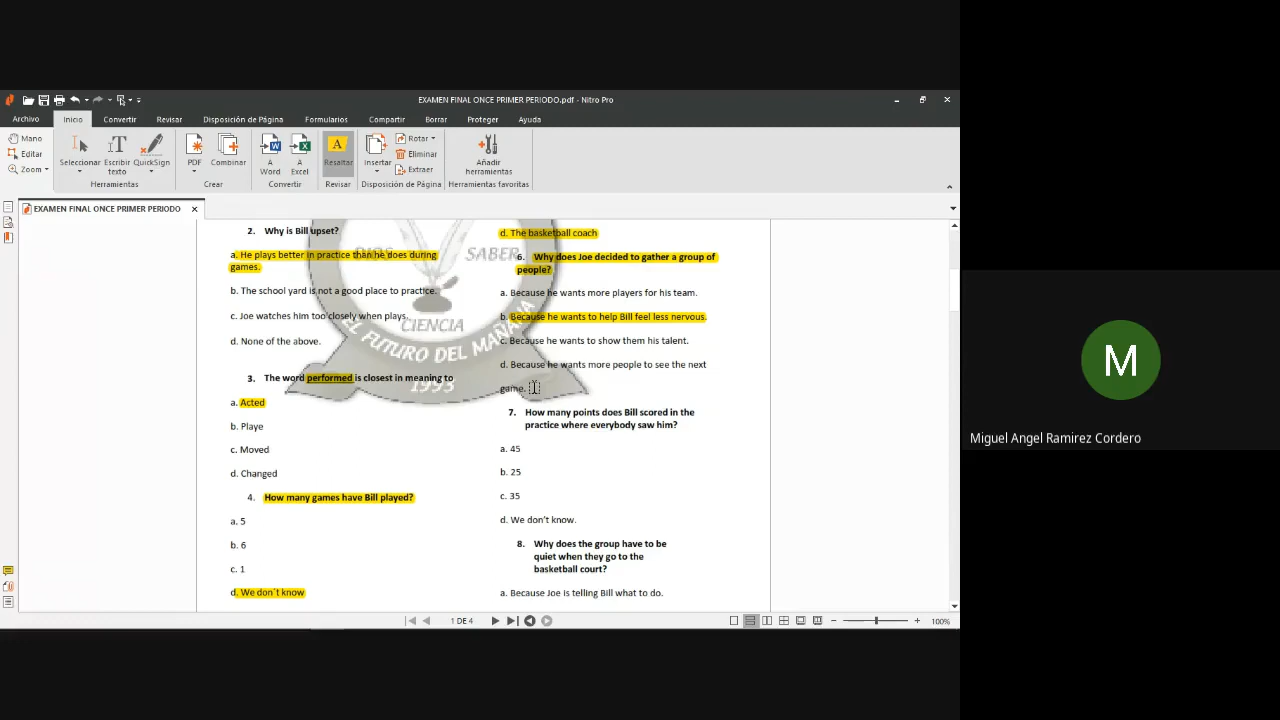 EXAMEN FINAL ONCE PRIMER PERIODO.pdf - Nitro Pro
Archivo Inicio Convertir Revisar Disposición de Página Formularios Compartir Borrar Proteger Ayuda
Mano
Editar
Zoom
Seleccionar
Escribir texto
QuickSign
Herramientas
PDF
Combinar
Crear
A Word
A Excel
Convertir
Resaltar
Revisar
Insertar
Rotar
Eliminar
Extraer
Disposición de Página
Añadir herramientas
Herramientas favoritas
EXAMEN FINAL ONCE PRIMER PERIODO
2. Why is Bill upset?
a. He plays better in practice than he does during
games.
b. The school yard is not a good place to practice.
c. Joe watches him too closely when plays.
d. None of the above.
3. The word performed is closest in meaning to
a. Acted
b. Playe
c. Moved
d. Changed
4. How many games have Bill played?
a. 5
b. 6
c. 1
d. We don´t know
d. The basketball coach
6. Why does Joe decided to gather a group of
people?
a. Because he wants more players for his team.
b. Because he wants to help Bill feel less nervous.
c. Because he wants to show them his talent.
d. Because he wants more people to see the next
game.
7. How many points does Bill scored in the
practice where everybody saw him?
a. 45
b. 25
c. 35
d. We don't know.
8. Why does the group have to be
quiet when they go to the
basketball court?
a. Because Joe is telling Bill what to do.
DIOS
SABER
CIENCIA
EL FUTURO DEL MAÑANA
1995
1 DE 4
100%
M
Miguel Angel Ramirez Cordero